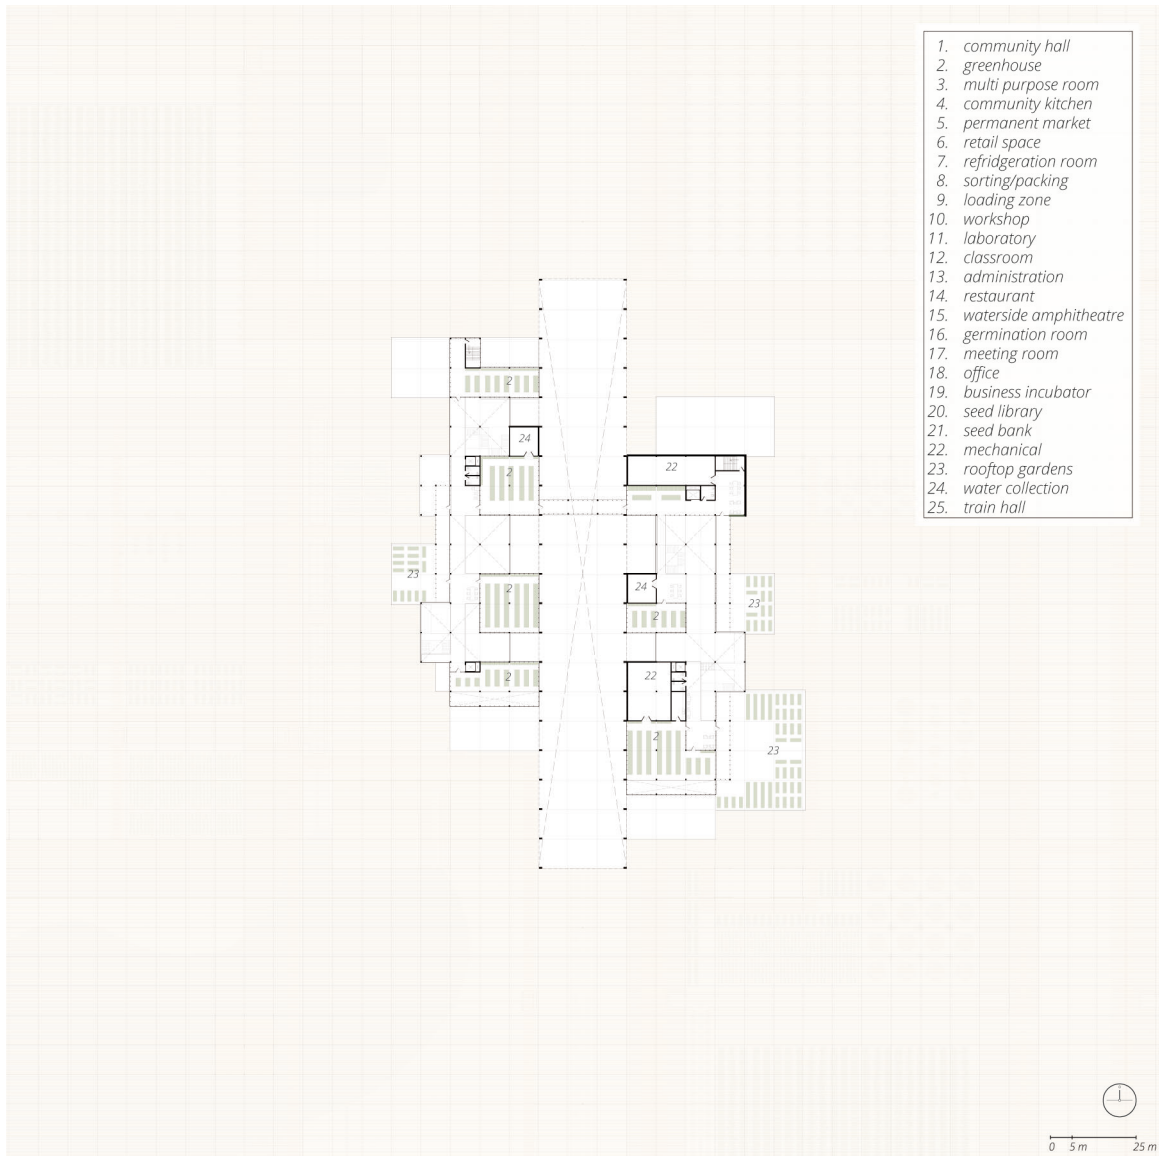 1. community hall
2. greenhouse
3. multi purpose room
4. community kitchen
5. permanent market
6. retail space
7. refridgeration room
8. sorting/packing
9. loading zone
10. workshop
11. laboratory
12. classroom
13. administration
14. restaurant
15. waterside amphitheatre
16. germination room
17. meeting room
18. office
19. business incubator
20. seed library
21. seed bank
22. mechanical
23. rooftop gardens
24. water collection
25. train hall
2
24
22
2
23
2
24
23
2
2
22
2
23
0 5 m 25 m